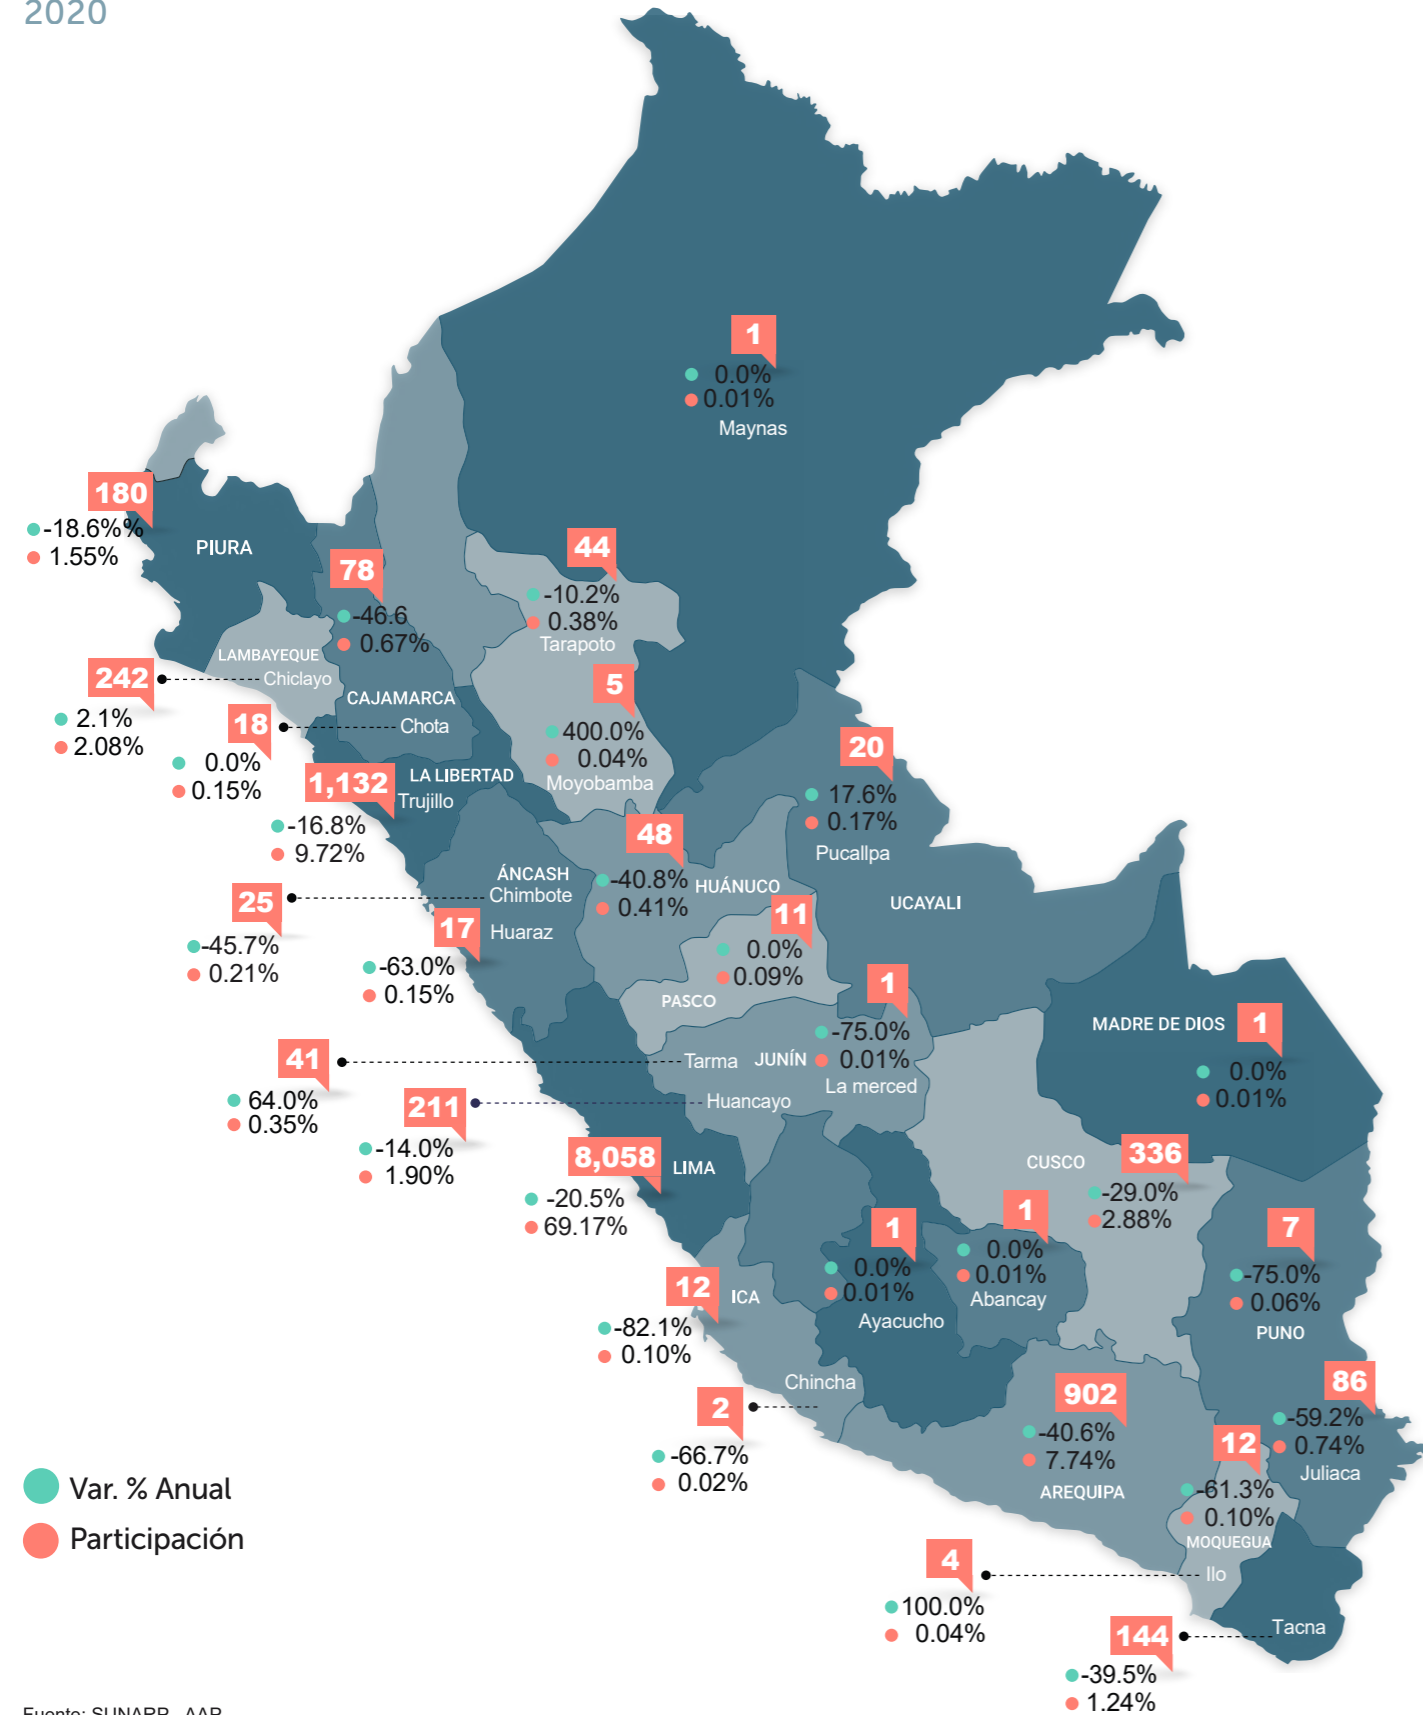 2020
1
0.0%
0.01%
Maynas
180
-18.6%%
1.55%
PIURA
78
-46.6
0.67%
44
-10.2%
0.38%
Tarapoto
LAMBAYEQUE
Chiclayo
242
2.1%
2.08%
CAJAMARCA
Chota
18
0.0%
0.15%
5
400.0%
0.04%
Moyobamba
LA LIBERTAD
Trujillo
1,132
-16.8%
9.72%
20
17.6%
0.17%
Pucallpa
UCAYALI
48
-40.8%
0.41%
HUÁNUCO
ÁNCASH
Chimbote
25
-45.7%
0.21%
17
Huaraz
-63.0%
0.15%
11
0.0%
0.09%
PASCO
1
-75.0%
0.01%
La merced
MADRE DE DIOS
1
0.0%
0.01%
Tarma
JUNÍN
41
64.0%
0.35%
Huancayo
211
-14.0%
1.90%
8,058
LIMA
-20.5%
69.17%
CUSCO
336
-29.0%
2.88%
1
0.0%
0.01%
Ayacucho
1
0.0%
0.01%
Abancay
7
-75.0%
0.06%
PUNO
12
ICA
-82.1%
0.10%
Chincha
2
-66.7%
0.02%
902
-40.6%
7.74%
AREQUIPA
86
-59.2%
0.74%
Juliaca
12
-61.3%
0.10%
MOQUEGUA
Ilo
4
100.0%
0.04%
Tacna
144
-39.5%
1.24%
Var. % Anual
Participación
Fuente: SUNARP - AAP